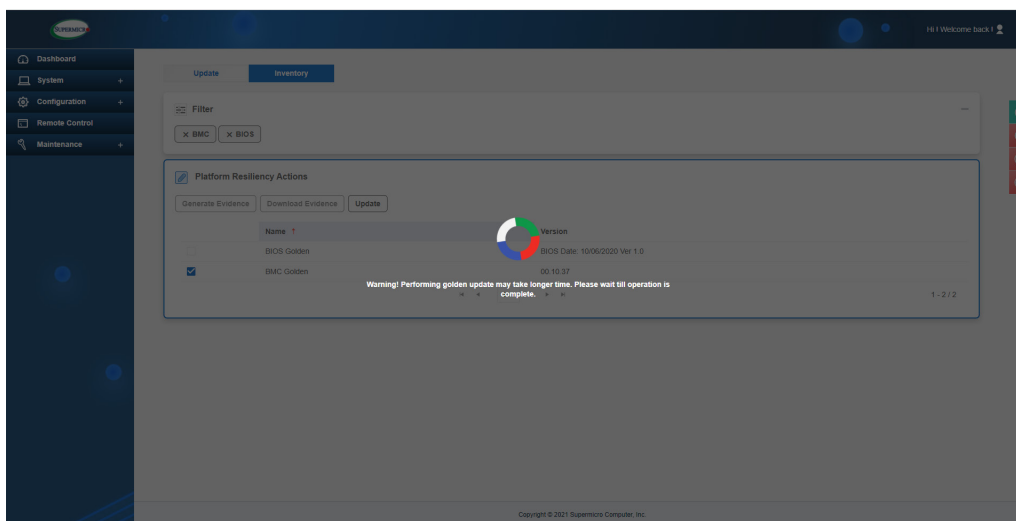 SUPERMICR
Hi ! Welcome back !
Dashboard
System +
Configuration +
Remote Control
Maintenance +
Update Inventory
Filter
× BMC × BIOS
Platform Resiliency Actions
Generate Evidence Download Evidence Update
Name ↑ Version
BIOS Golden BIOS Date: 10/06/2020 Ver 1.0
BMC Golden 00.10.37
Warning! Performing golden update may take longer time. Please wait till operation is
complete.
1 - 2 / 2
Copyright © 2021 Supermicro Computer, Inc.